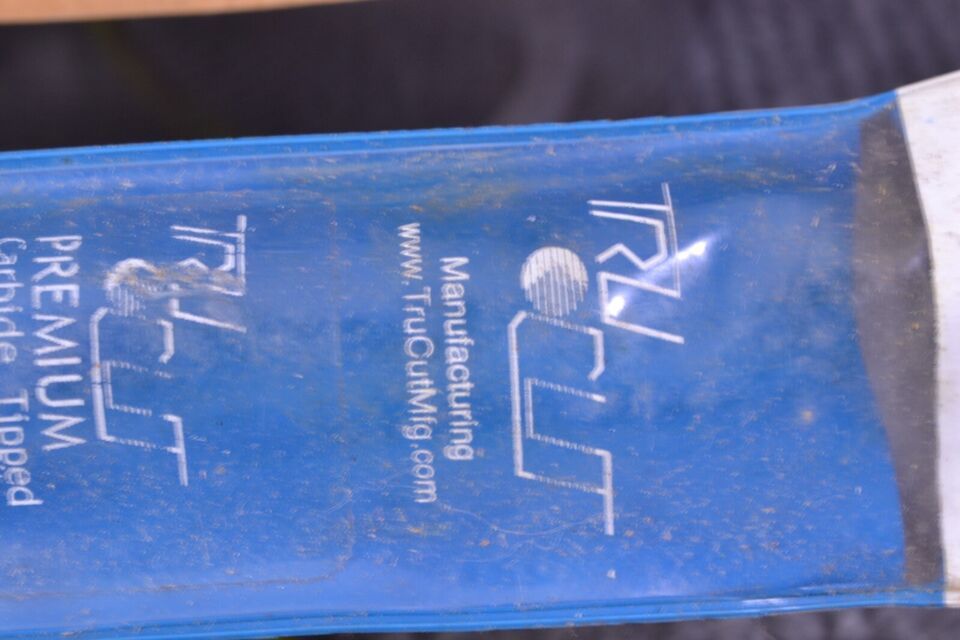 TRU
CUT
Manufacturing
www.TruCutMfg.com
TRU
CUT
PREMIUM
Carbide Tipped